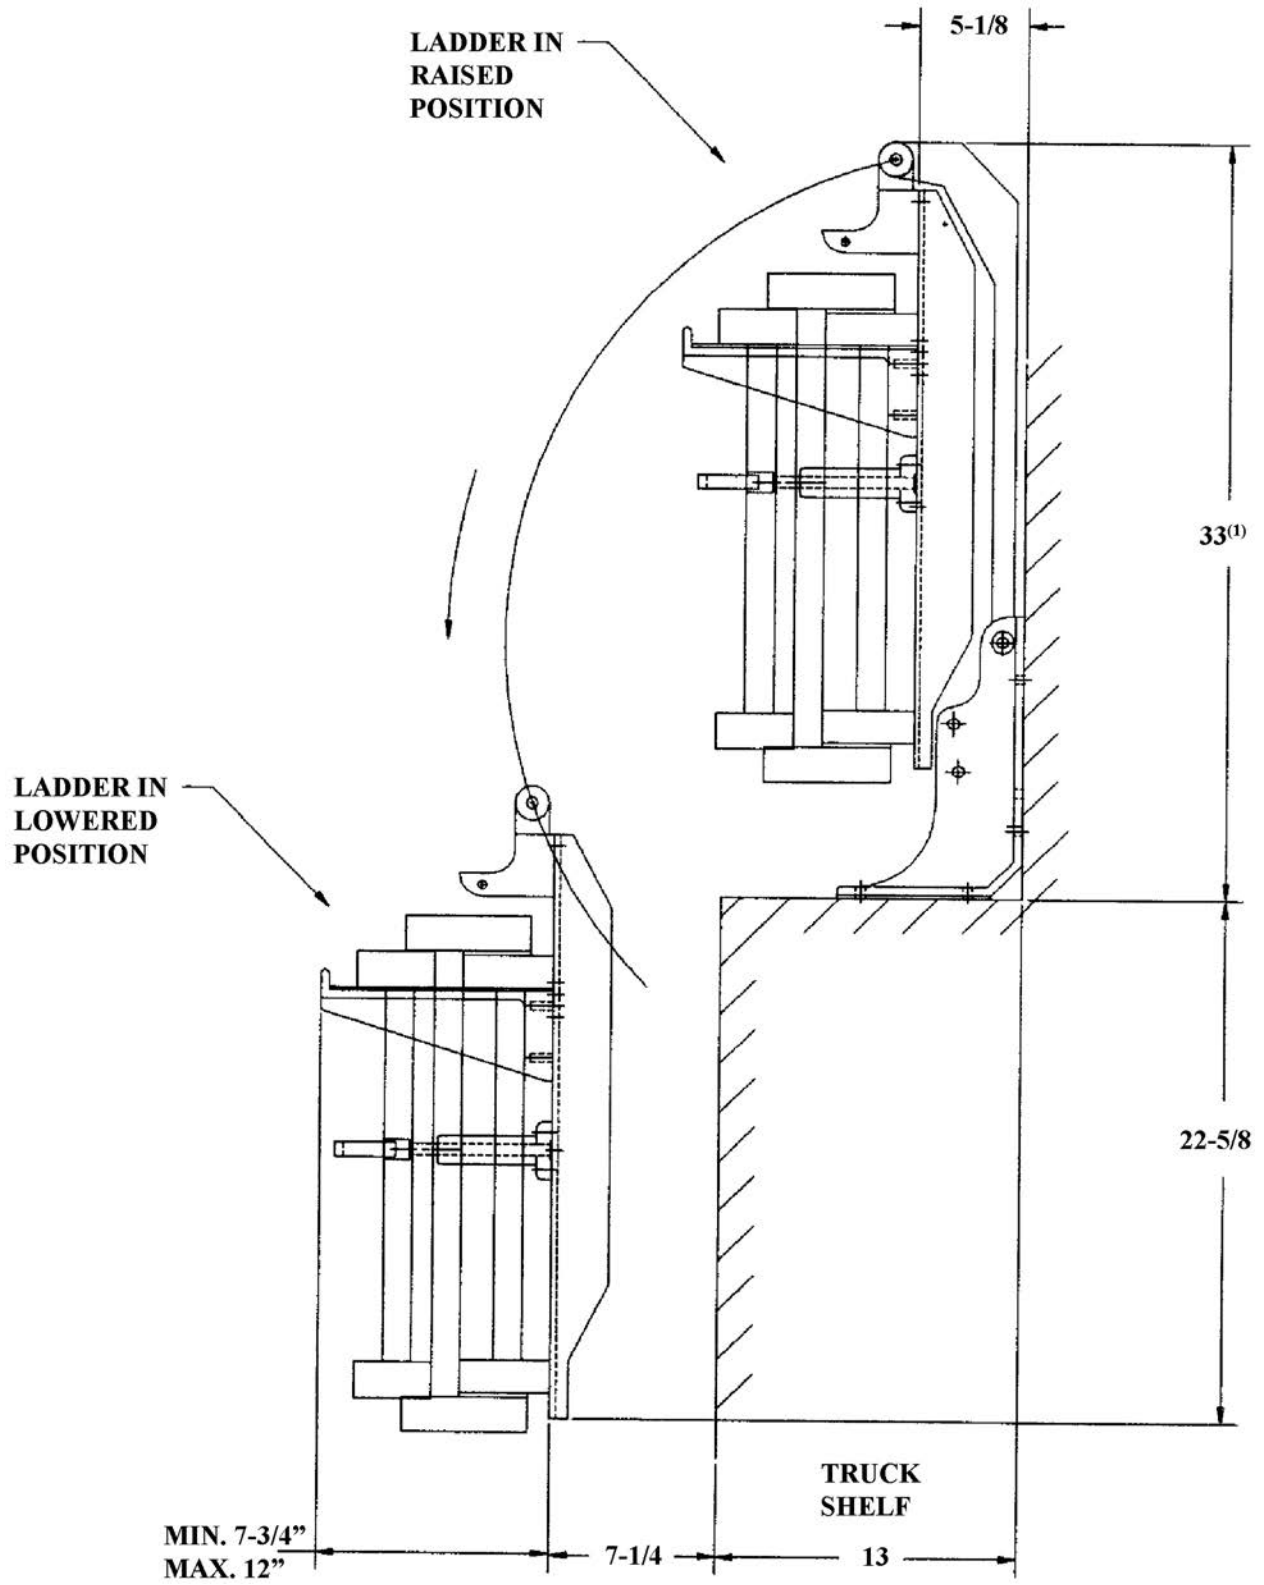 5-1/8
LADDER IN
RAISED
POSITION
33(1)
LADDER IN
LOWERED
POSITION
22-5/8
TRUCK
SHELF
MIN. 7-3/4”
MAX. 12”
7-1/4
13